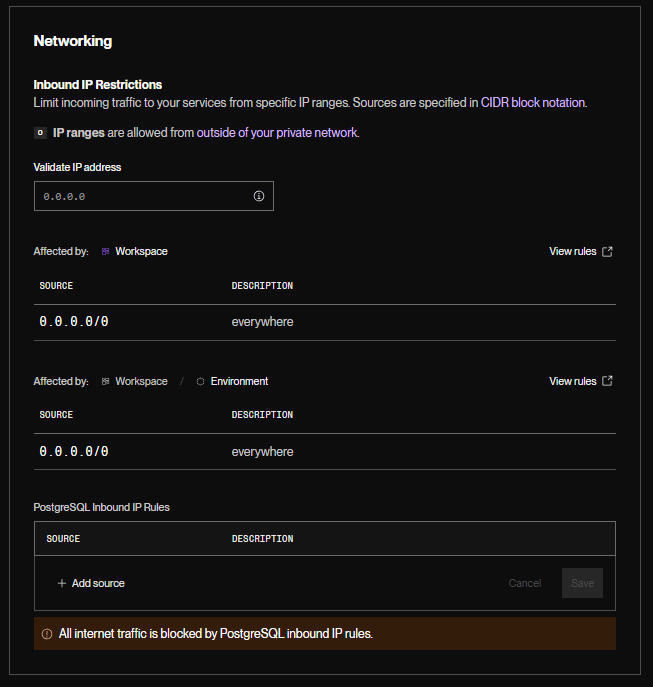 Networking
Inbound IP Restrictions
Limit incoming traffic to your services from specific IP ranges. Sources are specified in CIDR block notation.
0 IP ranges are allowed from outside of your private network.
Validate IP address
0.0.0.0
Affected by: Workspace View rules
SOURCE DESCRIPTION
0.0.0.0/0 everywhere
Affected by: Workspace / Environment View rules
SOURCE DESCRIPTION
0.0.0.0/0 everywhere
PostgreSQL Inbound IP Rules
SOURCE DESCRIPTION
+ Add source Cancel Save
All internet traffic is blocked by PostgreSQL inbound IP rules.